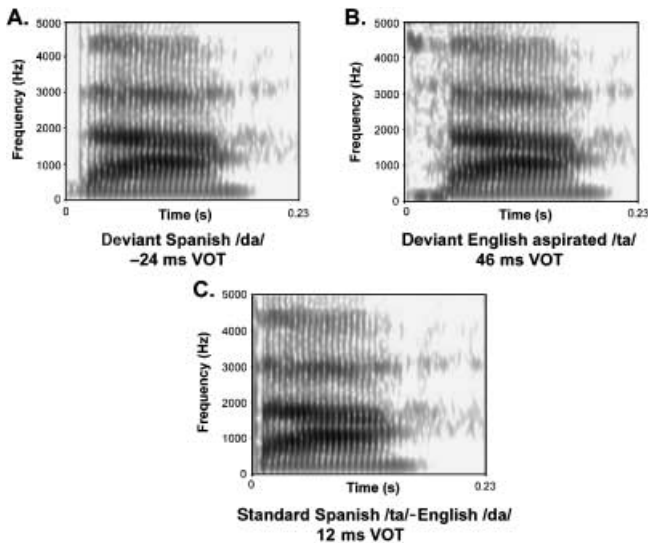 A.
5000
4000
3000
2000
1000
0
Frequency (Hz)
0
Time (s)
0.23
Deviant Spanish /da/
–24 ms VOT
B.
5000
4000
3000
2000
1000
0
Frequency (Hz)
0
Time (s)
0.23
Deviant English aspirated /ta/
46 ms VOT
C.
5000
4000
3000
2000
1000
0
Frequency (Hz)
0
Time (s)
0.23
Standard Spanish /ta/-English /da/
12 ms VOT